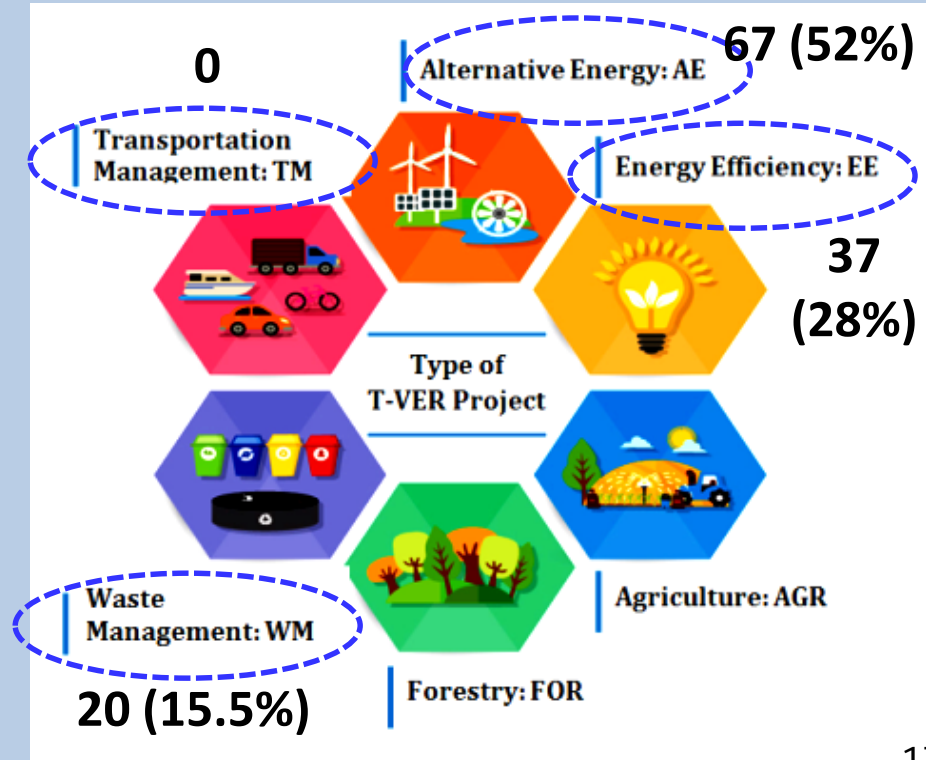 0
67 (52%)
Alternative Energy: AE
Transportation
Management: TM
Energy Efficiency: EE
37
(28%)
Type of
T-VER Project
Waste
Management: WM
Agriculture: AGR
20 (15.5%)
Forestry: FOR